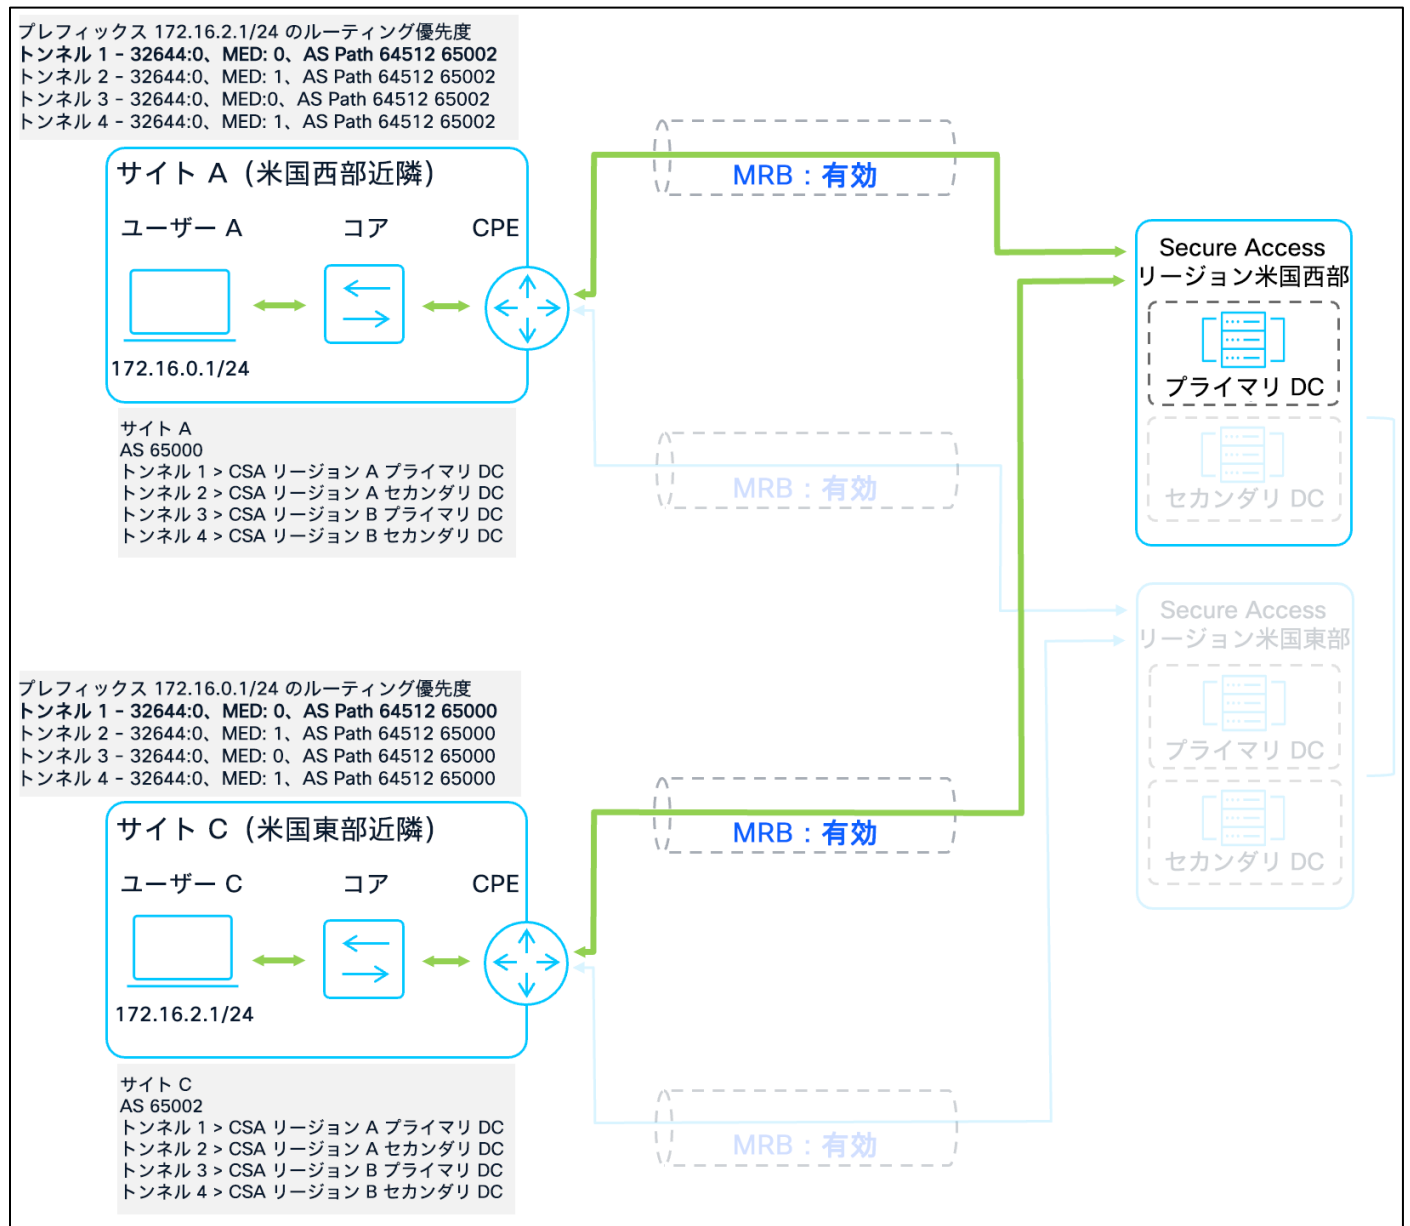 プレフィックス 172.16.2.1/24 のルーティング優先度
トンネル 1 - 32644:0、MED: 0、AS Path 64512 65002
トンネル 2 - 32644:0、MED: 1、AS Path 64512 65002
トンネル 3 - 32644:0、MED:0、AS Path 64512 65002
トンネル 4 - 32644:0、MED: 1、AS Path 64512 65002
サイト A（米国西部近隣）
ユーザー A
コア
CPE
172.16.0.1/24
サイト A
AS 65000
トンネル 1 > CSA リージョン A プライマリ DC
トンネル 2 > CSA リージョン A セカンダリ DC
トンネル 3 > CSA リージョン B プライマリ DC
トンネル 4 > CSA リージョン B セカンダリ DC
MRB：有効
MRB：有効
Secure Access
リージョン米国西部
プライマリ DC
セカンダリ DC
Secure Access
リージョン米国東部
プライマリ DC
セカンダリ DC
プレフィックス 172.16.0.1/24 のルーティング優先度
トンネル 1 - 32644:0、MED: 0、AS Path 64512 65000
トンネル 2 - 32644:0、MED: 1、AS Path 64512 65000
トンネル 3 - 32644:0、MED: 0、AS Path 64512 65000
トンネル 4 - 32644:0、MED: 1、AS Path 64512 65000
サイト C（米国東部近隣）
ユーザー C
コア
CPE
172.16.2.1/24
サイト C
AS 65002
トンネル 1 > CSA リージョン A プライマリ DC
トンネル 2 > CSA リージョン A セカンダリ DC
トンネル 3 > CSA リージョン B プライマリ DC
トンネル 4 > CSA リージョン B セカンダリ DC
MRB：有効
MRB：有効